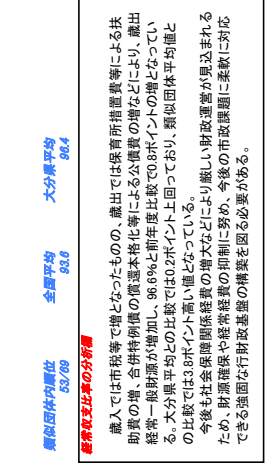 類似団体内順位 全国平均 大分県平均
53/69 93.6 96.4
経常収支比率の分析欄
歳入では市税等で増となったものの、歳出では保育所措置費等による扶
助費の増、合併特例債の償還本格化等による公債費の増などにより、歳出
経常一般財源が増加し、96.6%と前年度比較で0.8ポイントの増となってい
る。大分県平均との比較では0.2ポイント上回っており、類似団体平均値と
の比較では3.8ポイント高い値となっている。
今後も社会保障関係経費の増大などにより厳しい財政運営が見込まれる
ため、財源確保や経常経費の抑制に努め、今後の市政課題に柔軟に対応
できる強固な行財政基盤の構築を図る必要がある。